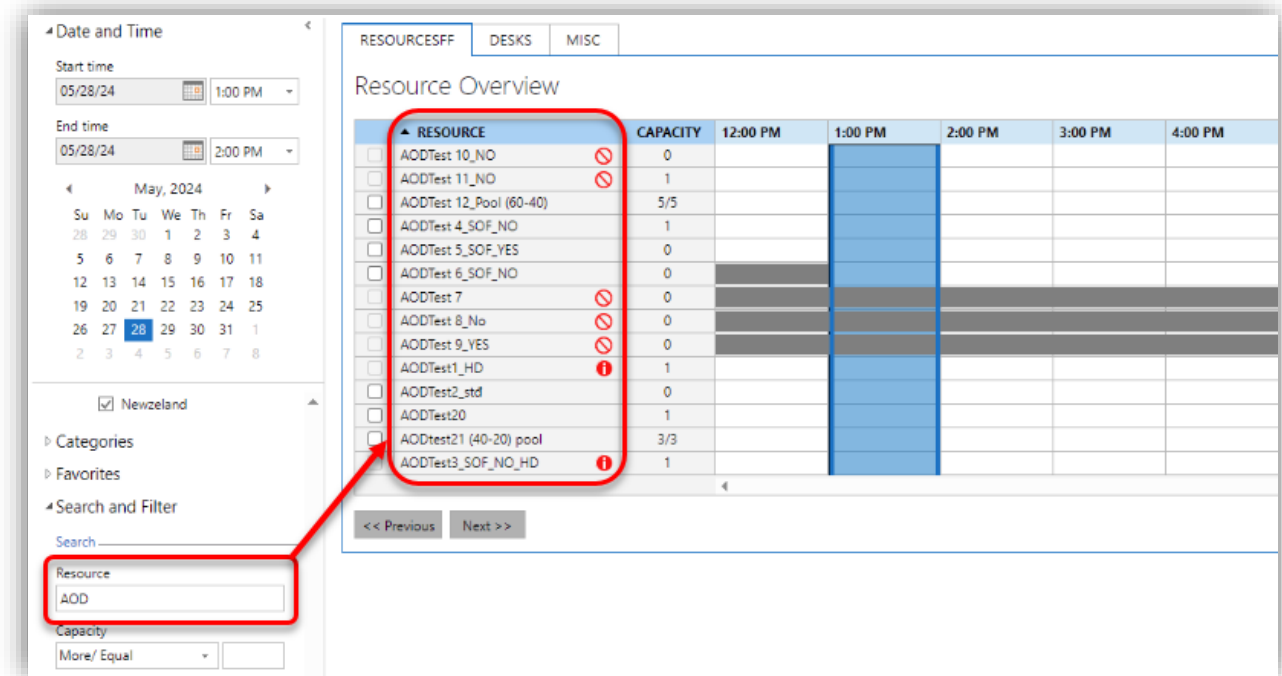 Date and Time
Start time
05/28/24 1:00 PM
End time
05/28/24 2:00 PM
May, 2024
Su Mo Tu We Th Fr Sa
28 29 30 1 2 3 4
5 6 7 8 9 10 11
12 13 14 15 16 17 18
19 20 21 22 23 24 25
26 27 28 29 30 31 1
2 3 4 5 6 7 8
Newzeland
Categories
Favorites
Search and Filter
Search
Resource
AOD
Capacity
More/ Equal
RESOURCESFF DESKS MISC
Resource Overview
RESOURCE CAPACITY 12:00 PM 1:00 PM 2:00 PM 3:00 PM 4:00 PM
AODTest 10_NO 0
AODTest 11_NO 1
AODTest 12_Pool (60-40) 5/5
AODTest 4_SOF_NO 1
AODTest 5_SOF_YES 0
AODTest 6_SOF_NO 0
AODTest 7 0
AODTest 8_No 0
AODTest 9_YES 0
AODTest1_HD 1
AODTest2_std 0
AODTest20 1
AODtest21 (40-20) pool 3/3
AODTest3_SOF_NO_HD 1
<< Previous Next >>